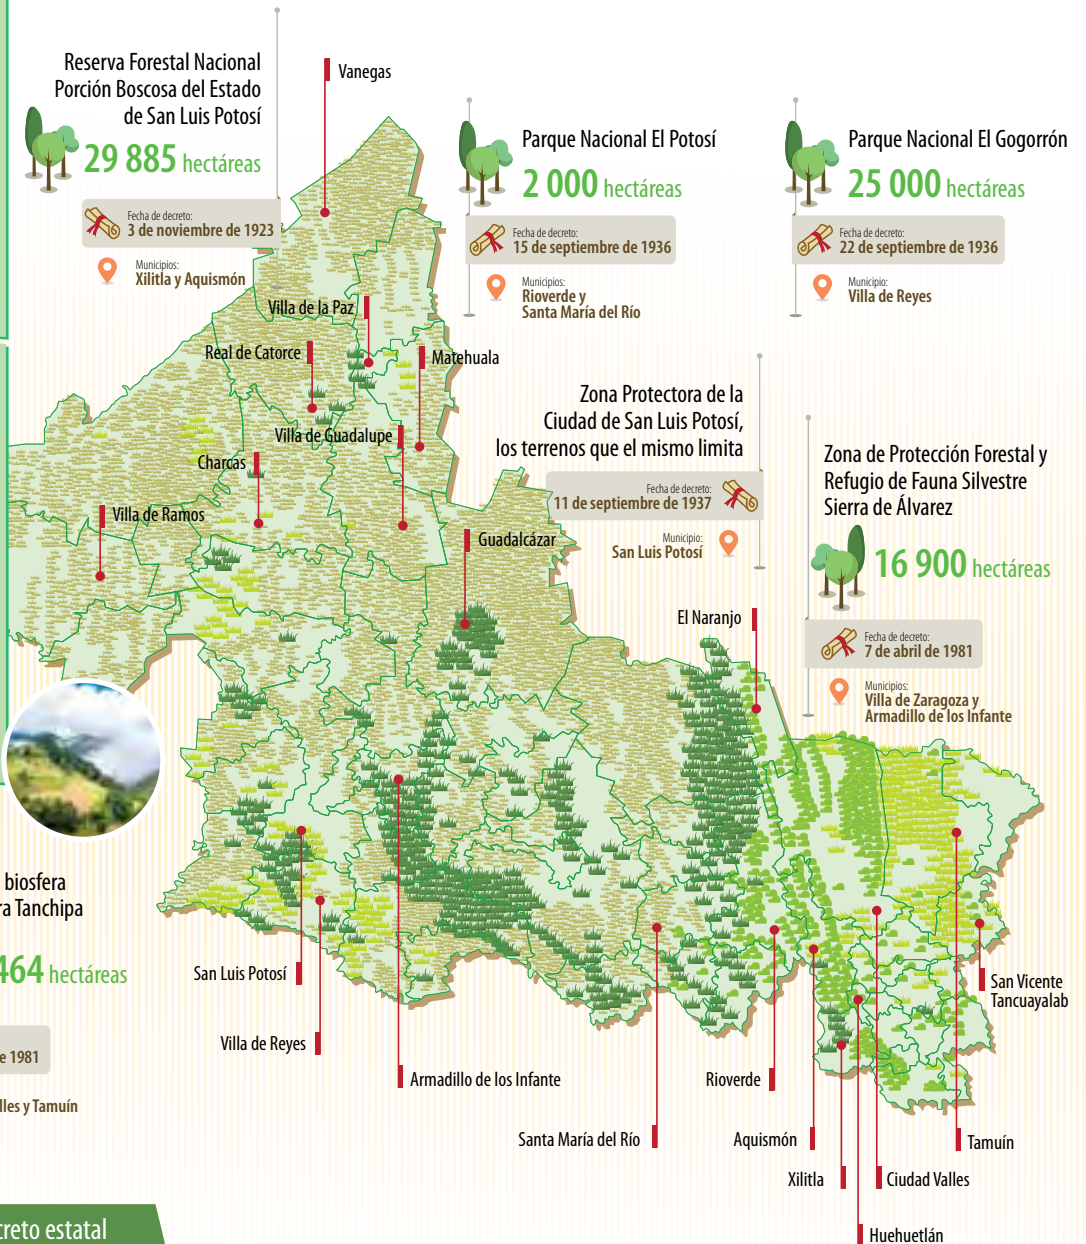 Reserva Forestal Nacional
Porción Boscosa del Estado
de San Luis Potosí
29 885 hectáreas
Fecha de decreto:
3 de noviembre de 1923
Municipios:
Xilitla y Aquismón
Vanegas
Parque Nacional El Potosí
2 000 hectáreas
Fecha de decreto:
15 de septiembre de 1936
Municipios:
Rioverde y
Santa María del Río
Parque Nacional El Gogorrón
25 000 hectáreas
Fecha de decreto:
22 de septiembre de 1936
Municipio:
Villa de Reyes
Villa de la Paz
Real de Catorce
Matehuala
Villa de Guadalupe
Charcas
Villa de Ramos
Guadalcázar
Zona Protectora de la
Ciudad de San Luis Potosí,
los terrenos que el mismo limita
Fecha de decreto:
11 de septiembre de 1937
Municipio:
San Luis Potosí
Zona de Protección Forestal y
Refugio de Fauna Silvestre
Sierra de Álvarez
16 900 hectáreas
Fecha de decreto:
7 de abril de 1981
Municipios:
Villa de Zaragoza y
Armadillo de los Infante
El Naranjo
biosfera
ra Tanchipa
464 hectáreas
e 1981
lles y Tamuín
San Luis Potosí
Villa de Reyes
Armadillo de los Infante
Santa María del Río
Rioverde
Aquismón
Xilitla
Huehuetlán
Ciudad Valles
Tamuín
San Vicente
Tancuayalab
creto estatal